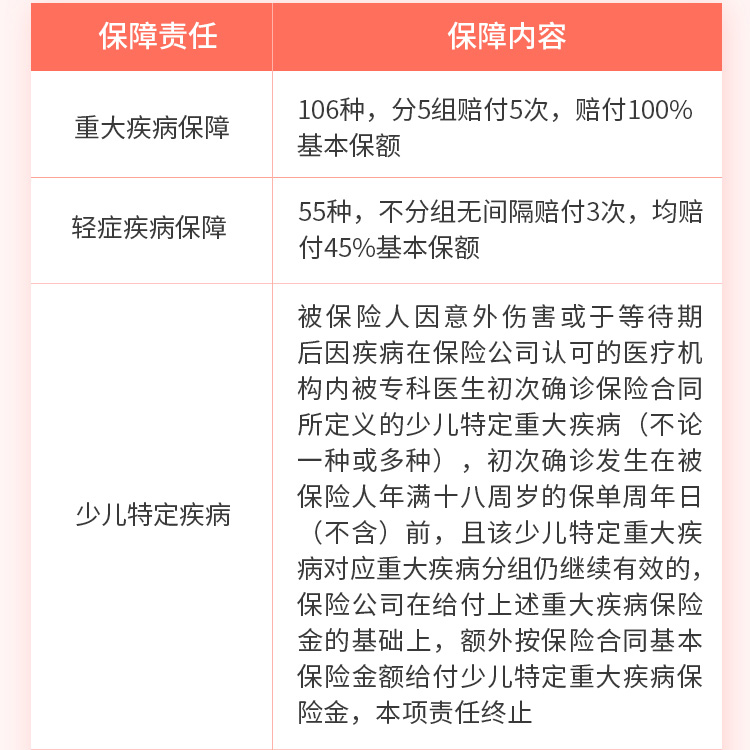 保障责任
保障内容
重大疾病保障
106种，分5组赔付5次，赔付100%
基本保额
轻症疾病保障
55种，不分组无间隔赔付3次，均赔
付45%基本保额
少儿特定疾病
被保险人因意外伤害或于等待期
后因疾病在保险公司认可的医疗机
构内被专科医生初次确诊保险合同
所定义的少儿特定重大疾病（不论
一种或多种），初次确诊发生在被
保险人年满十八周岁的保单周年日
（不含）前，且该少儿特定重大疾
病对应重大疾病分组仍继续有效的，
保险公司在给付上述重大疾病保险
金的基础上，额外按保险合同基本
保险金额给付少儿特定重大疾病保
险金，本项责任终止